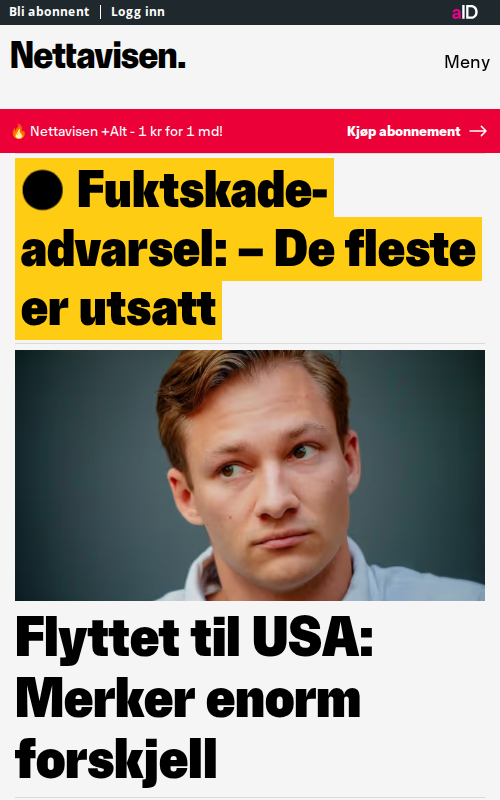 Bli abonnent | Logg inn
aID
Nettavisen.
Meny
🔥 Nettavisen +Alt - 1 kr for 1 md!
Kjøp abonnement →
● Fuktskade-
advarsel: – De fleste
er utsatt
Flyttet til USA:
Merker enorm
forskjell